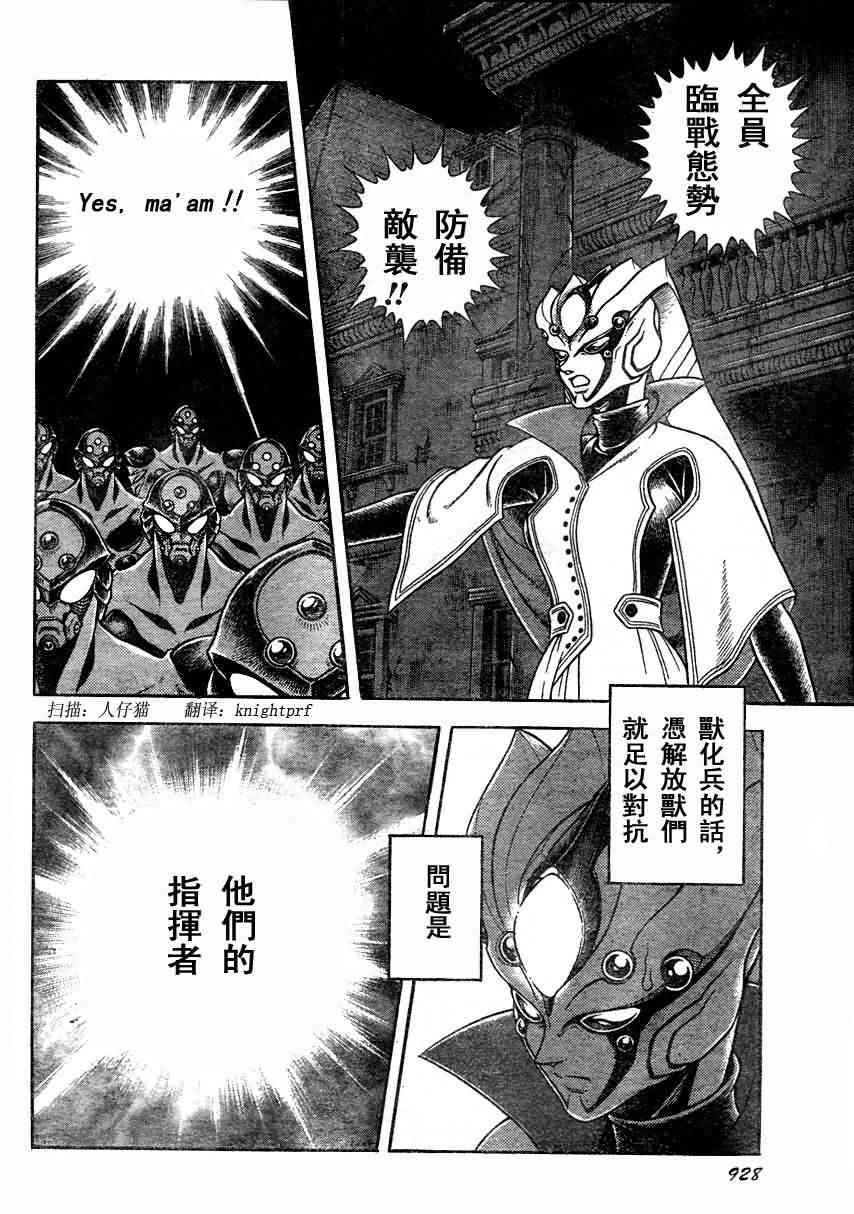 全員
臨戰態勢
防備
敵襲!!
Yes, ma'am!!
扫描：人仔猫 翻译：knightprf
獸化兵的話，
憑解放獸們
就足以對抗
問題是
他們的
指揮者
928